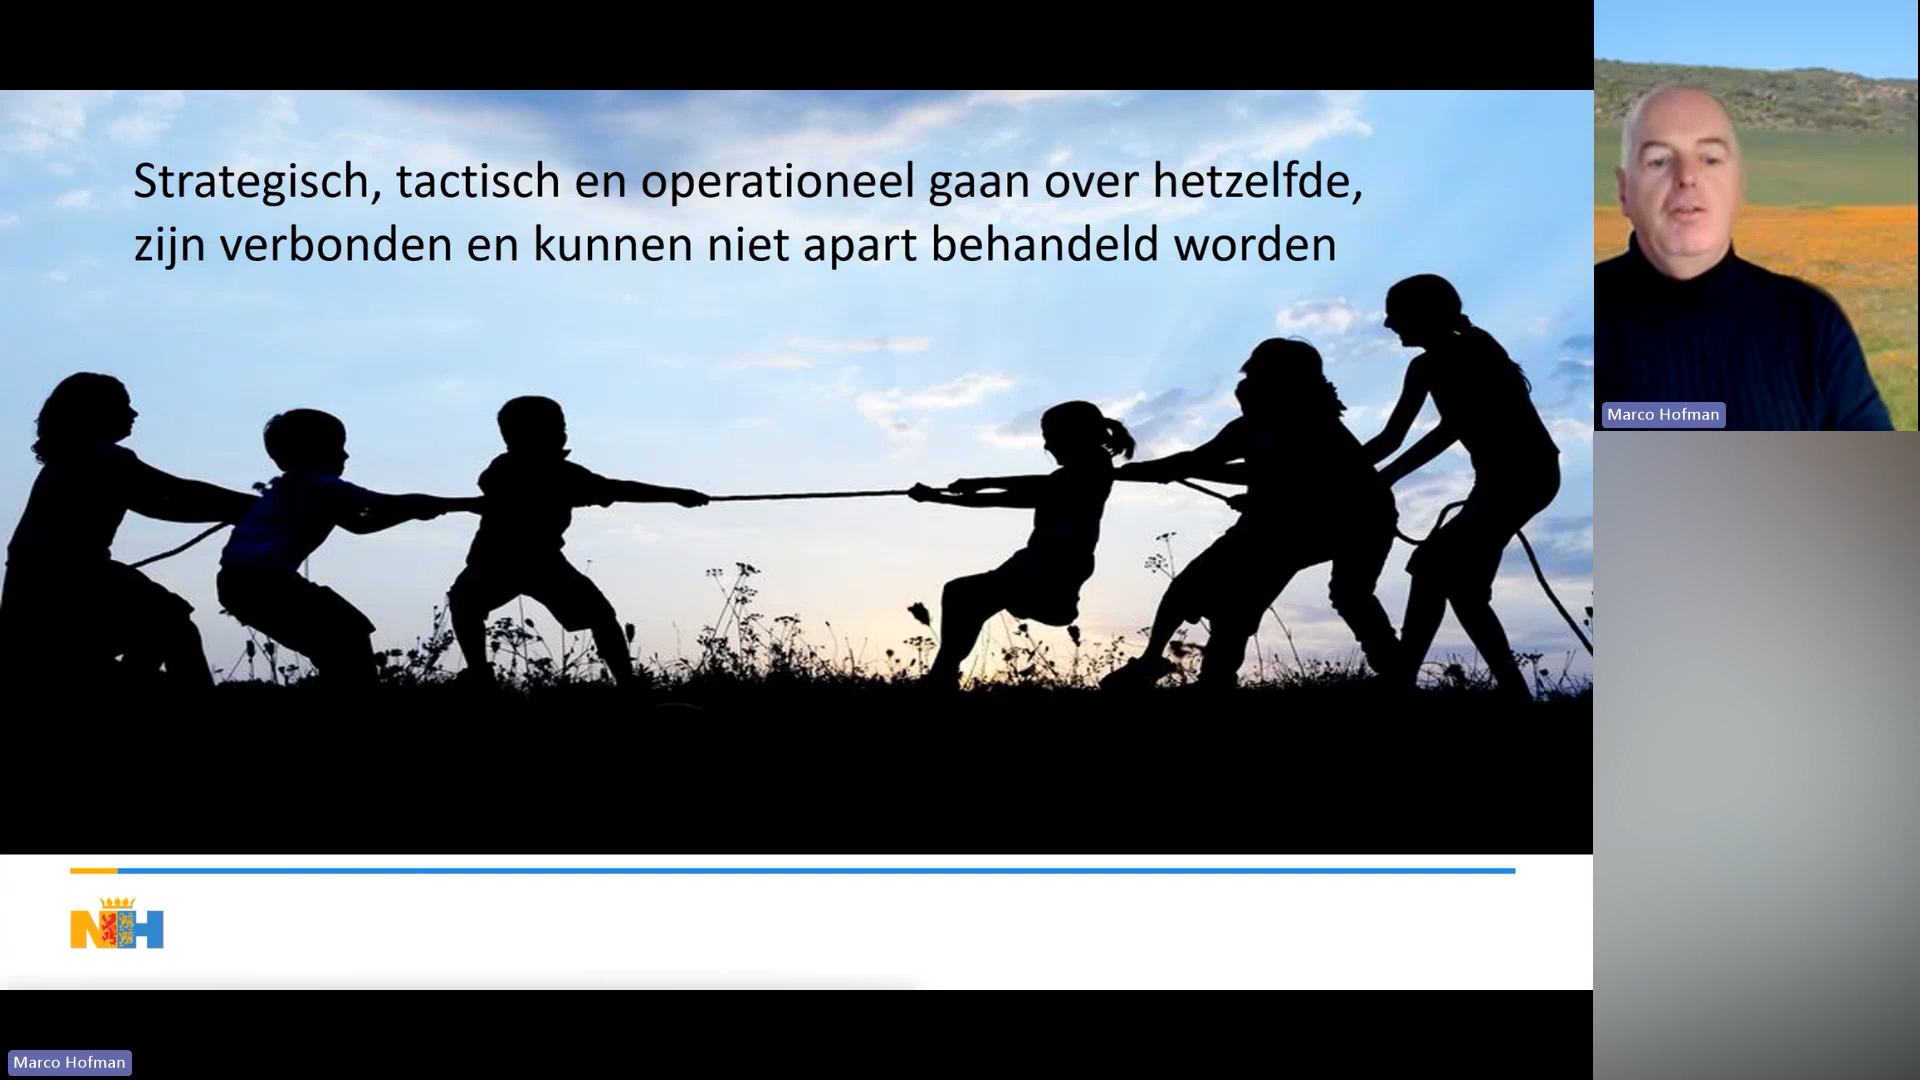 Strategisch, tactisch en operationeel gaan over hetzelfde,
zijn verbonden en kunnen niet apart behandeld worden
Marco Hofman
NH
Marco Hofman